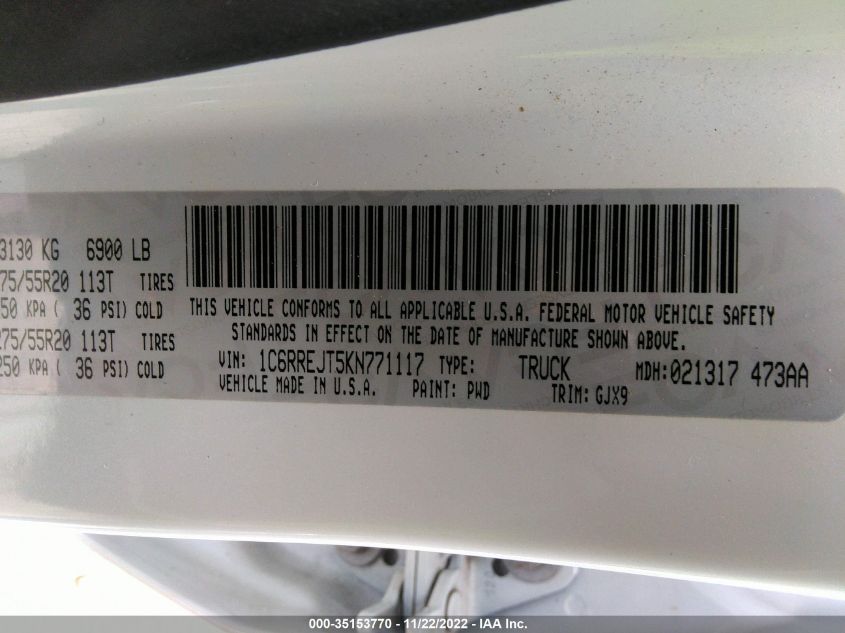 3130 KG 6900 LB
75/55R20 113T TIRES
250 KPA ( 36 PSI) COLD
275/55R20 113T TIRES
250 KPA ( 36 PSI) COLD
THIS VEHICLE CONFORMS TO ALL APPLICABLE U.S.A. FEDERAL MOTOR VEHICLE SAFETY
STANDARDS IN EFFECT ON THE DATE OF MANUFACTURE SHOWN ABOVE.
VIN: 1C6RREJT5KN771117 TYPE: TRUCK MDH:021317 473AA
VEHICLE MADE IN U.S.A. PAINT: PWD TRIM: GJX9
000-35153770 - 11/22/2022 - IAA Inc.